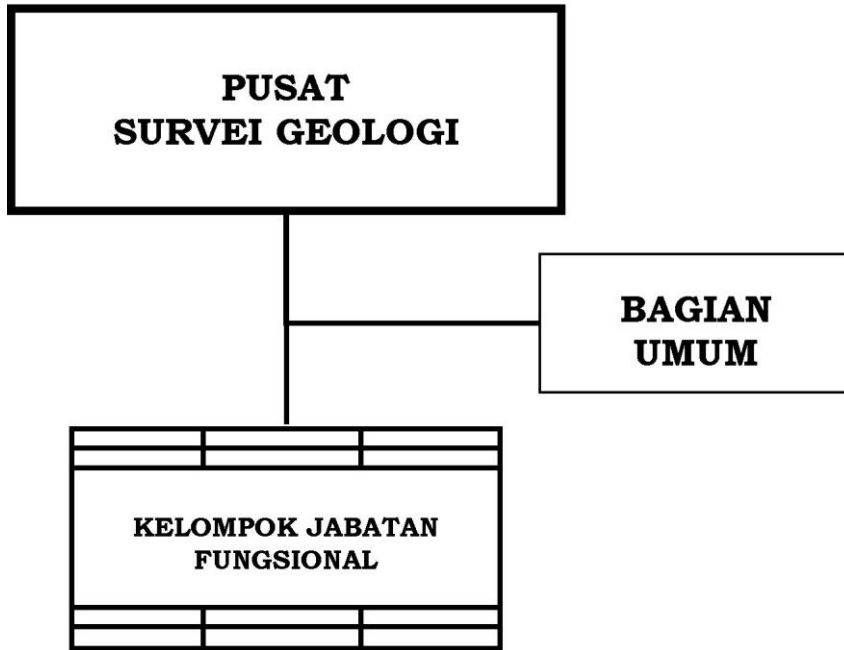 PUSAT
SURVEI GEOLOGI
BAGIAN
UMUM
KELOMPOK JABATAN
FUNGSIONAL